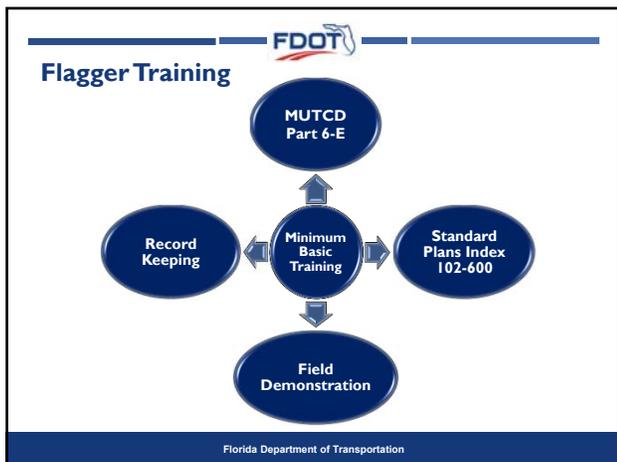 FDOT
Flagger Training
MUTCD
Part 6-E
Record
Keeping
Minimum
Basic
Training
Standard
Plans Index
102-600
Field
Demonstration
Florida Department of Transportation